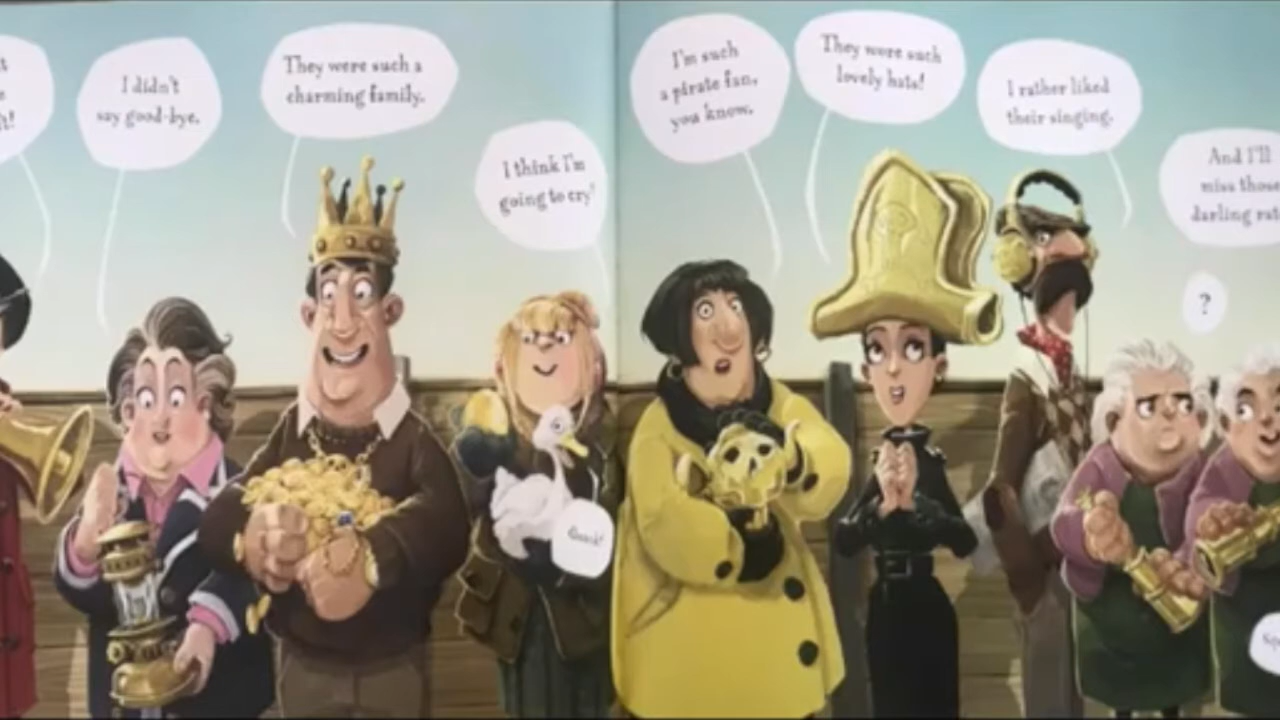 I didn't
say good-bye.
They were such a
charming family.
I think I'm
going to cry!
I'm such
a pirate fan,
you know.
They were such
lovely hats!
I rather liked
their singing.
And I'll
miss those
darling
?